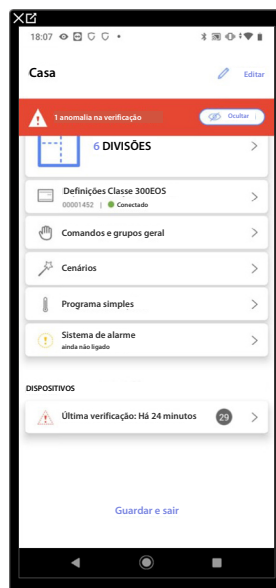 18:07
Casa
Editar
1 anomalia na verificação
Ocultar
6 DIVISÕES
Definições Classe 300EOS
00001452 | Conectado
Comandos e grupos geral
Cenários
Programa simples
Sistema de alarme
ainda não ligado
DISPOSITIVOS
Última verificação: Há 24 minutos
29
Guardar e sair